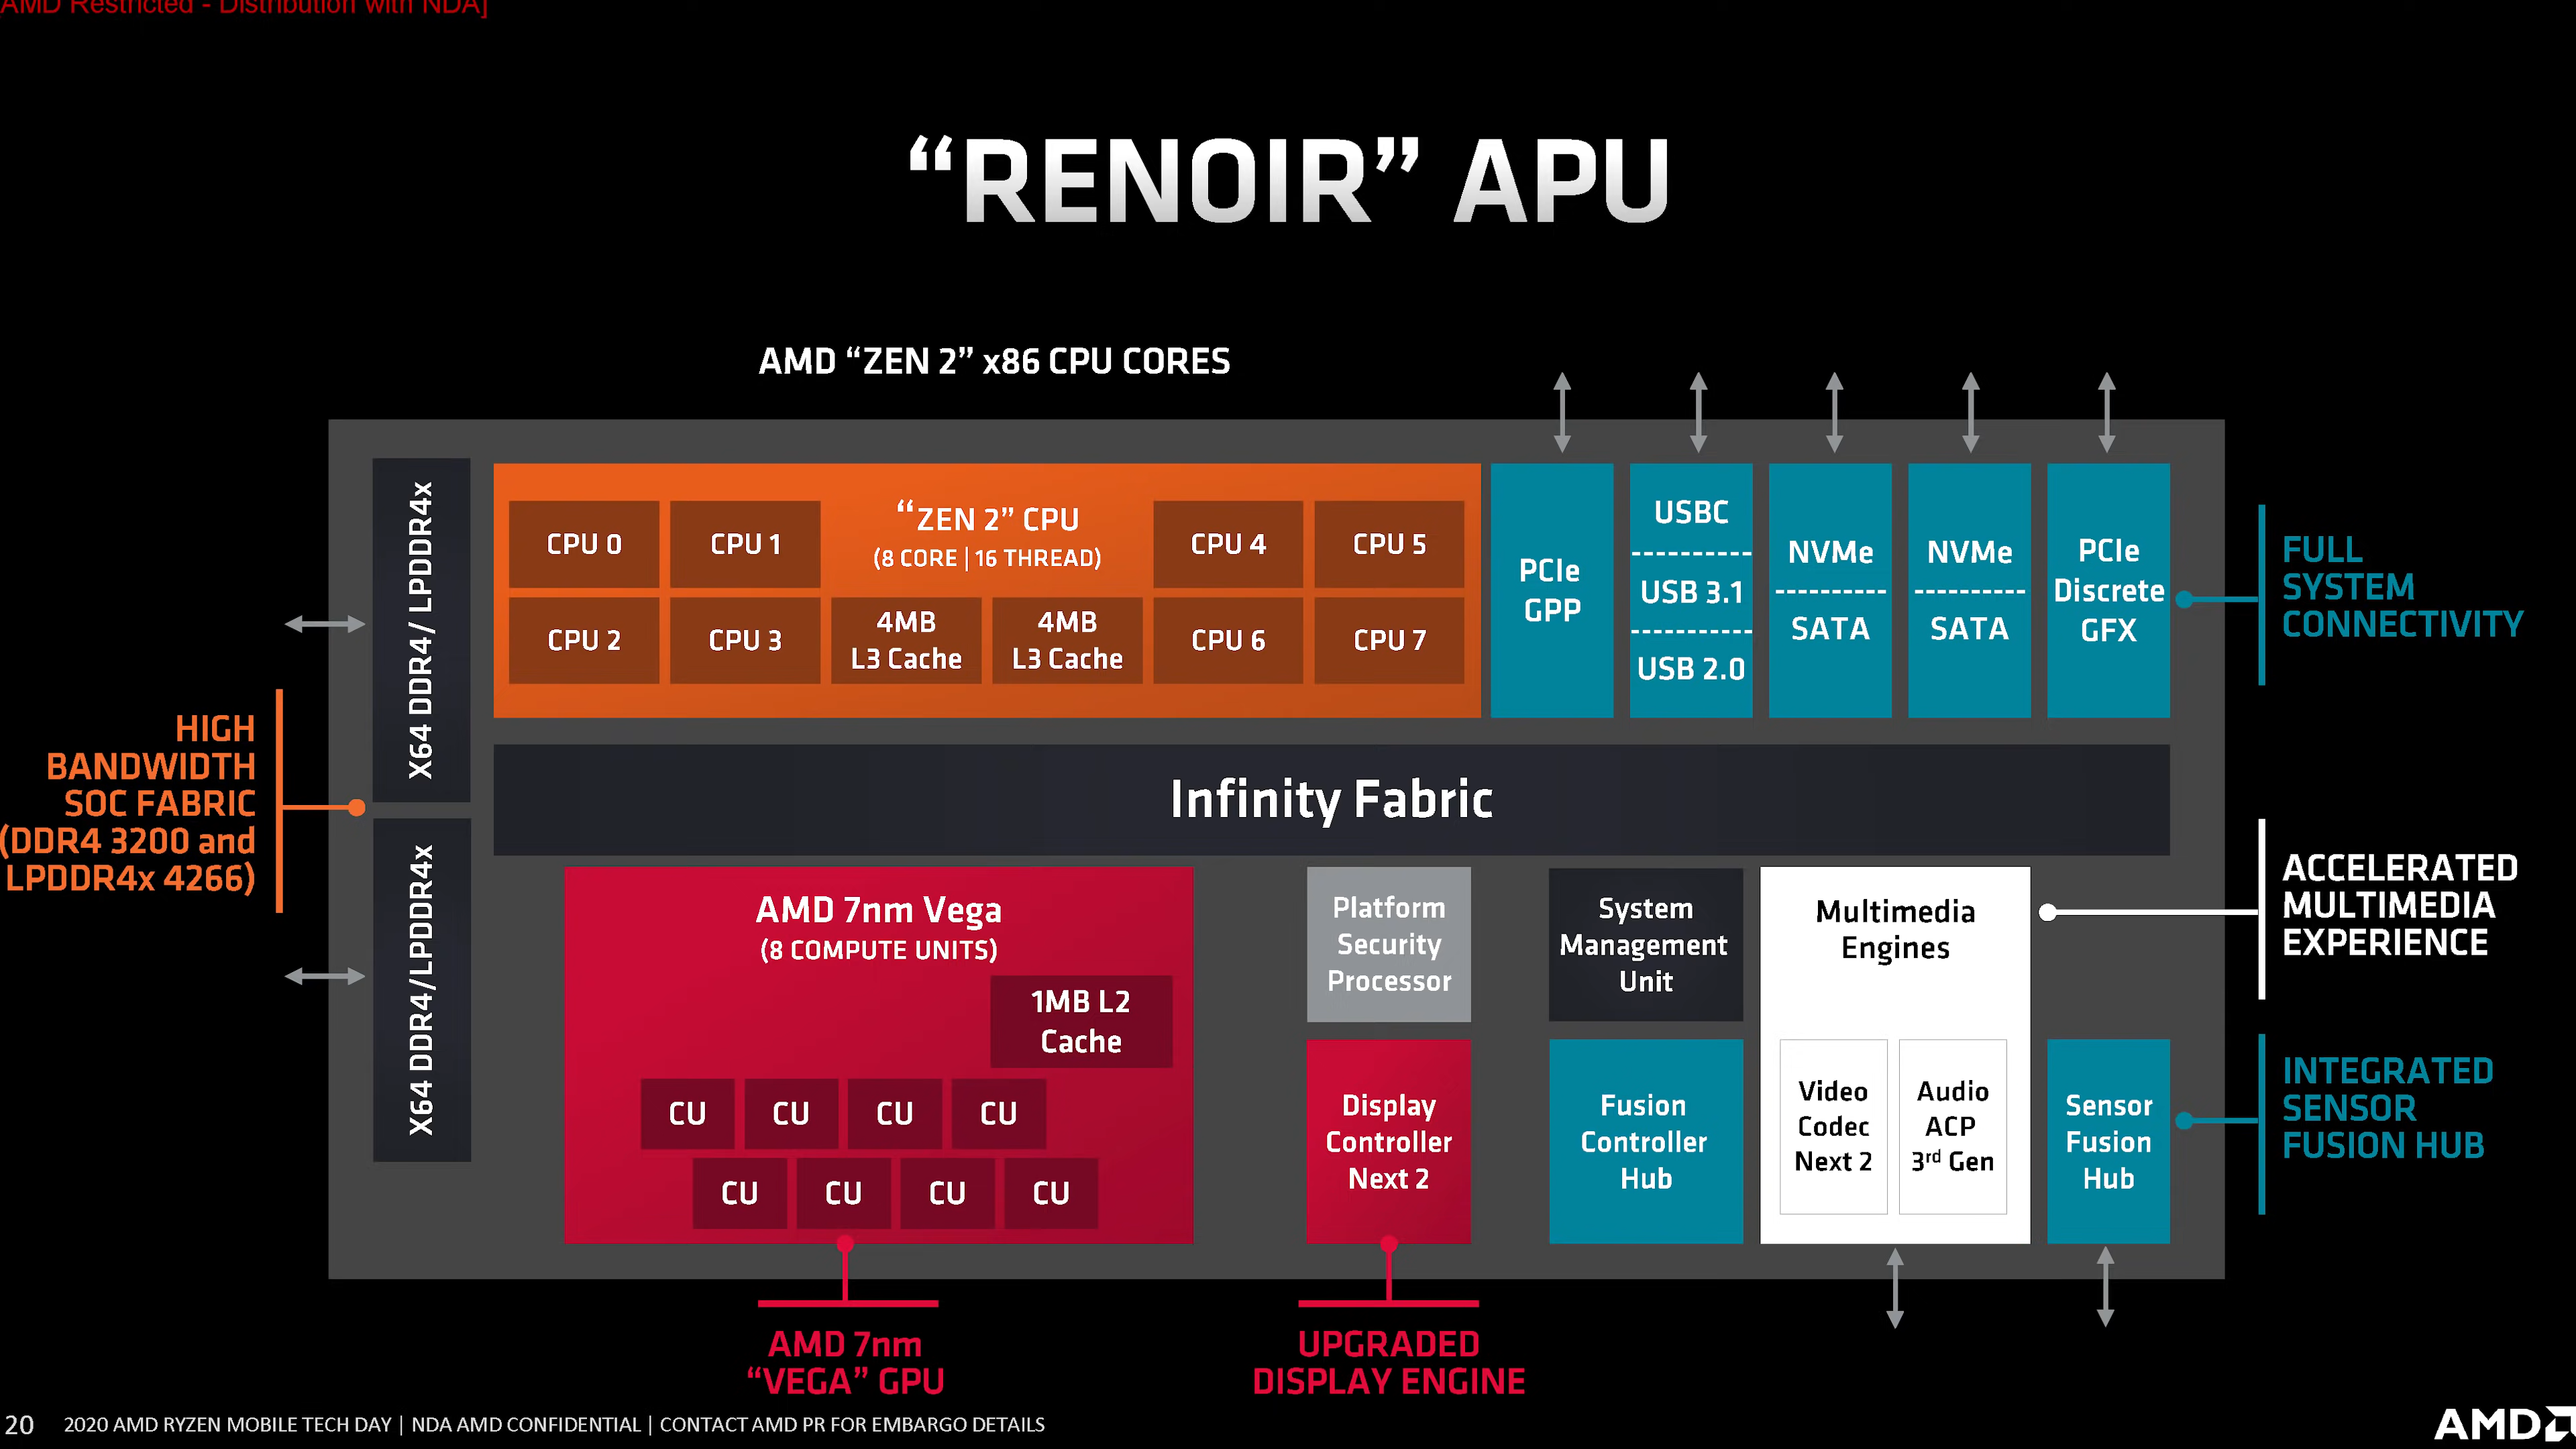 AMD Restricted - Distribution with NDA]
“RENOIR” APU
AMD “ZEN 2” x86 CPU CORES
X64 DDR4/ LPDDR4x
CPU 0
CPU 1
“ZEN 2” CPU
(8 CORE | 16 THREAD)
CPU 4
CPU 5
CPU 2
CPU 3
4MB
L3 Cache
4MB
L3 Cache
CPU 6
CPU 7
PCIe
GPP
USBC
USB 3.1
USB 2.0
NVMe
SATA
NVMe
SATA
PCIe
Discrete
GFX
FULL
SYSTEM
CONNECTIVITY
HIGH
BANDWIDTH
SOC FABRIC
(DDR4 3200 and
LPDDR4x 4266)
Infinity Fabric
X64 DDR4/LPDDR4x
AMD 7nm Vega
(8 COMPUTE UNITS)
1MB L2
Cache
CU
CU
CU
CU
CU
CU
CU
CU
Platform
Security
Processor
System
Management
Unit
Multimedia
Engines
ACCELERATED
MULTIMEDIA
EXPERIENCE
Display
Controller
Next 2
Fusion
Controller
Hub
Video
Codec
Next 2
Audio
ACP
3rd Gen
Sensor
Fusion
Hub
INTEGRATED
SENSOR
FUSION HUB
AMD 7nm
“VEGA” GPU
UPGRADED
DISPLAY ENGINE
20 2020 AMD RYZEN MOBILE TECH DAY | NDA AMD CONFIDENTIAL | CONTACT AMD PR FOR EMBARGO DETAILS
AMD